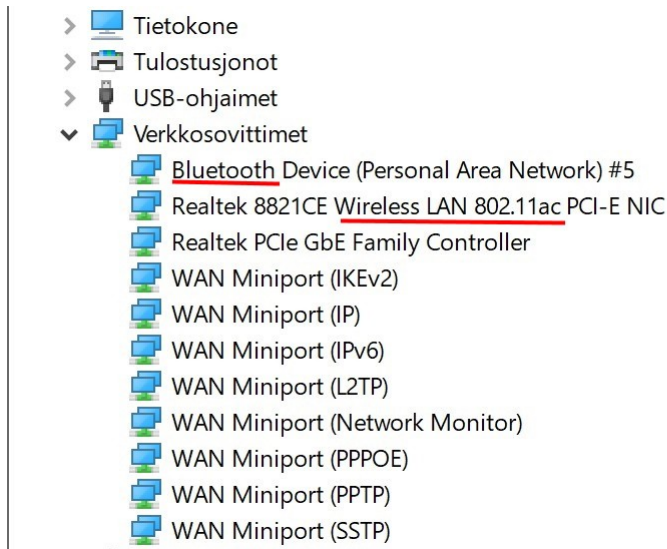 Tietokone
Tulostusjonot
USB-ohjaimet
Verkkosovittimet
Bluetooth Device (Personal Area Network) #5
Realtek 8821CE Wireless LAN 802.11ac PCI-E NIC
Realtek PCIe GbE Family Controller
WAN Miniport (IKEv2)
WAN Miniport (IP)
WAN Miniport (IPv6)
WAN Miniport (L2TP)
WAN Miniport (Network Monitor)
WAN Miniport (PPPOE)
WAN Miniport (PPTP)
WAN Miniport (SSTP)